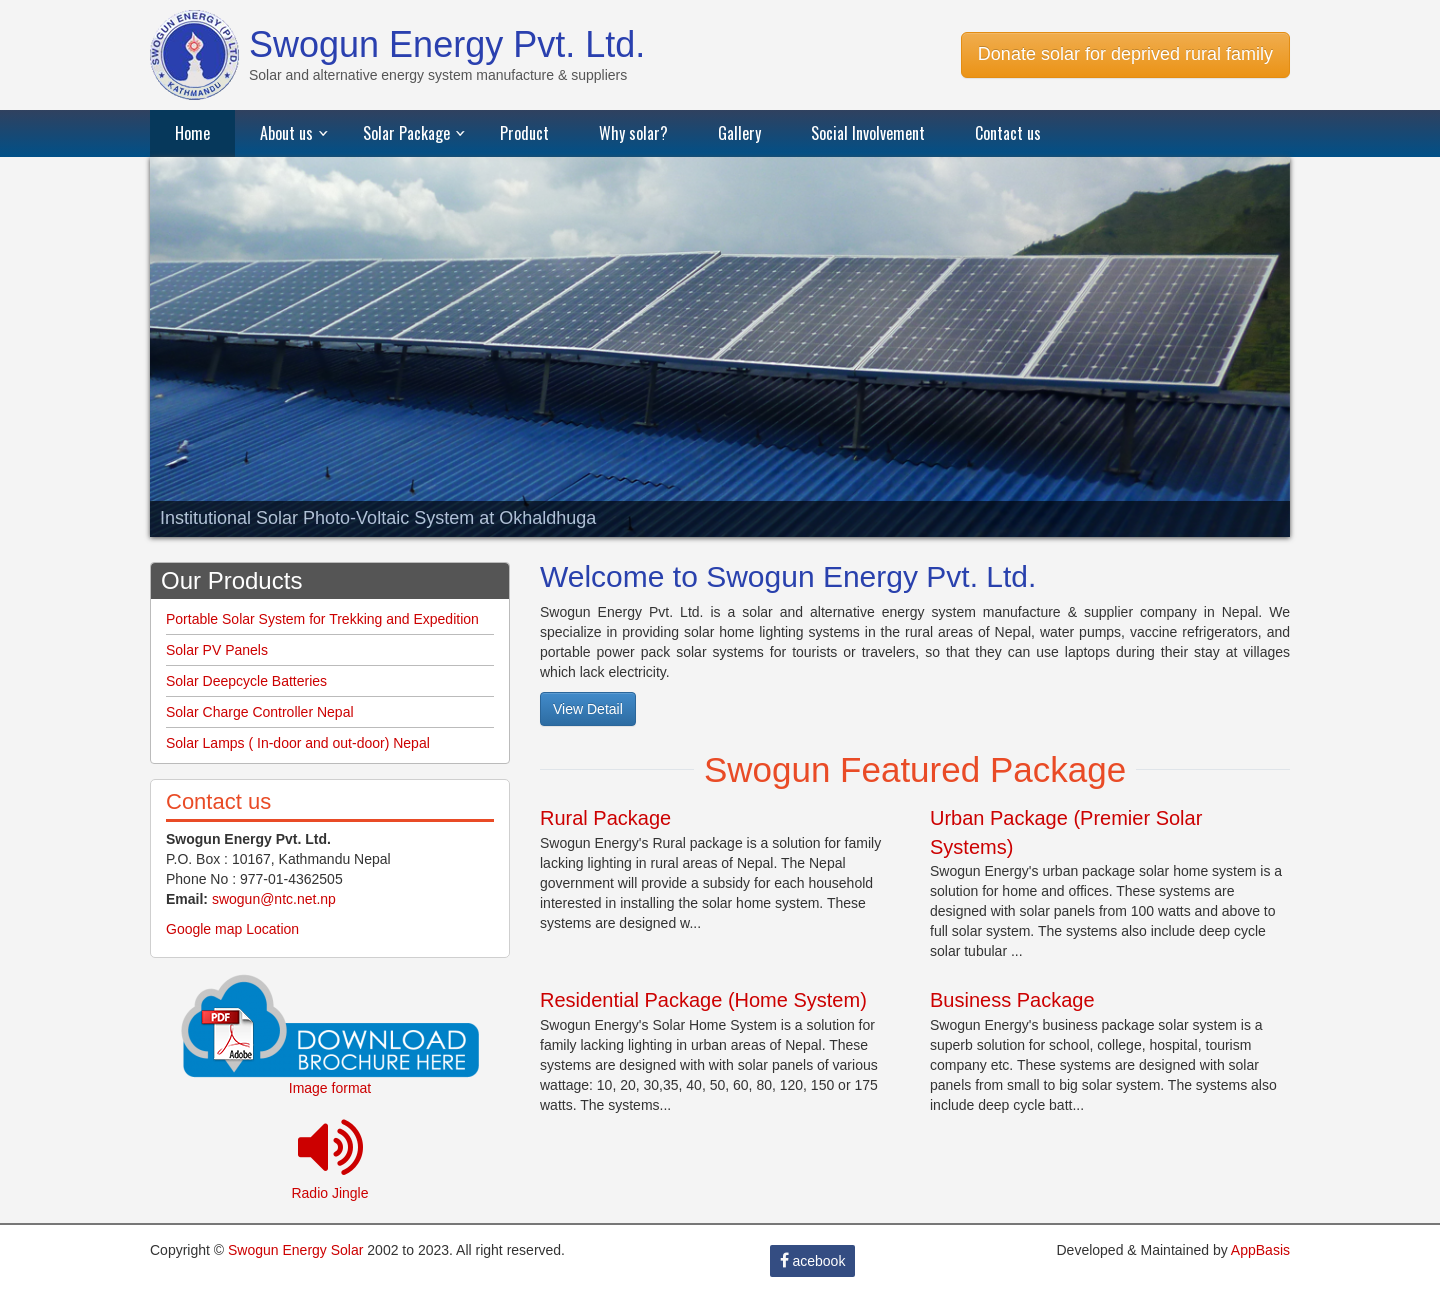 SWOGUN ENERGY (P) LTD.
★ KATHMANDU ★
Swogun Energy Pvt. Ltd.
Solar and alternative energy system manufacture & suppliers
Donate solar for deprived rural family
Home About us Solar Package Product Why solar? Gallery Social Involvement Contact us
Institutional Solar Photo-Voltaic System at Okhaldhuga
Our Products
Portable Solar System for Trekking and Expedition
Solar PV Panels
Solar Deepcycle Batteries
Solar Charge Controller Nepal
Solar Lamps ( In-door and out-door) Nepal
Contact us
Swogun Energy Pvt. Ltd.
P.O. Box : 10167, Kathmandu Nepal
Phone No : 977-01-4362505
Email: swogun@ntc.net.np
Google map Location
PDF
Adobe
DOWNLOAD
BROCHURE HERE
Image format
Radio Jingle
Welcome to Swogun Energy Pvt. Ltd.
Swogun Energy Pvt. Ltd. is a solar and alternative energy system manufacture & supplier company in Nepal. We
specialize in providing solar home lighting systems in the rural areas of Nepal, water pumps, vaccine refrigerators, and
portable power pack solar systems for tourists or travelers, so that they can use laptops during their stay at villages
which lack electricity.
View Detail
Swogun Featured Package
Rural Package
Swogun Energy's Rural package is a solution for family
lacking lighting in rural areas of Nepal. The Nepal
government will provide a subsidy for each household
interested in installing the solar home system. These
systems are designed w...
Urban Package (Premier Solar
Systems)
Swogun Energy's urban package solar home system is a
solution for home and offices. These systems are
designed with solar panels from 100 watts and above to
full solar system. The systems also include deep cycle
solar tubular ...
Residential Package (Home System)
Swogun Energy's Solar Home System is a solution for
family lacking lighting in urban areas of Nepal. These
systems are designed with with solar panels of various
wattage: 10, 20, 30,35, 40, 50, 60, 80, 120, 150 or 175
watts. The systems...
Business Package
Swogun Energy's business package solar system is a
superb solution for school, college, hospital, tourism
company etc. These systems are designed with solar
panels from small to big solar system. The systems also
include deep cycle batt...
Copyright © Swogun Energy Solar 2002 to 2023. All right reserved.
facebook
Developed & Maintained by AppBasis